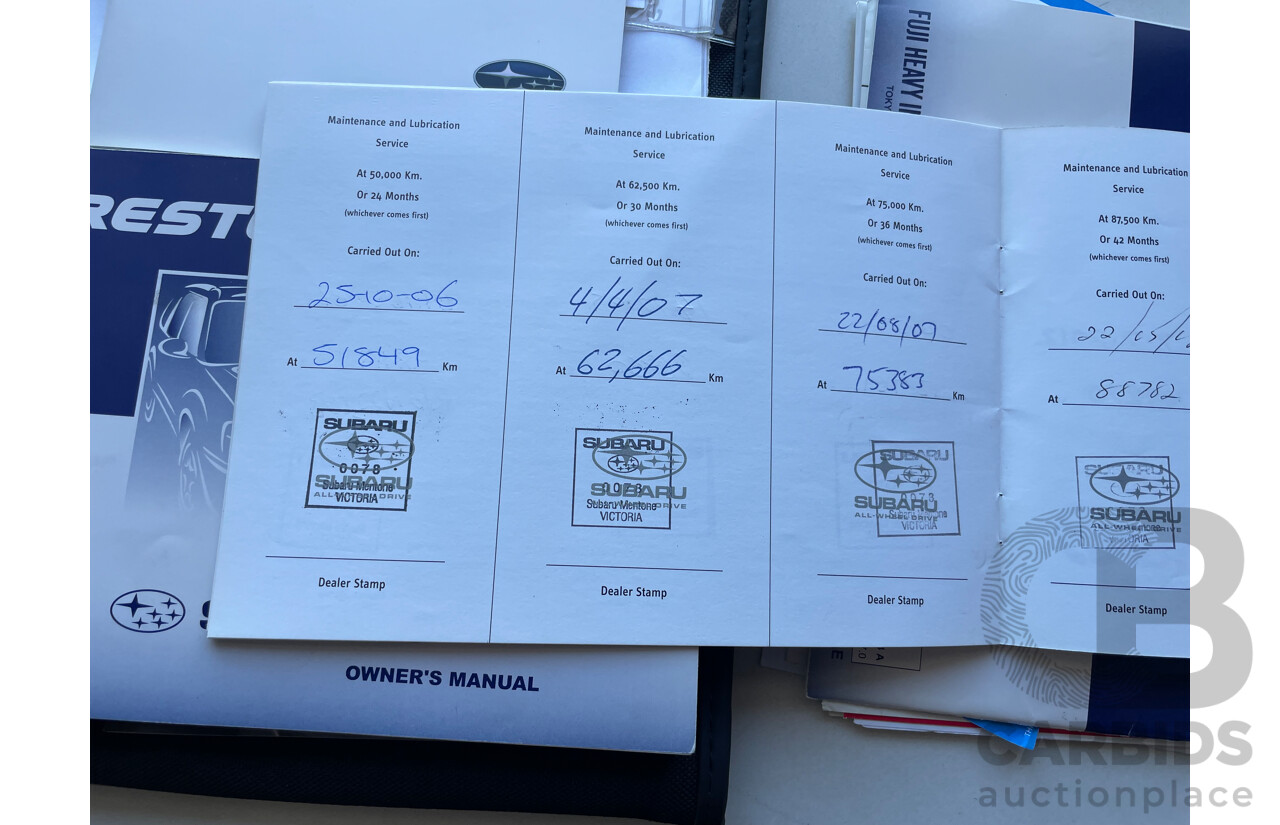 FUJI HEAVY
Maintenance and Lubrication
Service
At 50,000 Km.
Or 24 Months
(whichever comes first)
Carried Out On:
25-10-06
At 51849 Km
SUBARU
0078
Subaru Mentone
VICTORIA
SUBARU
ALL-WHEEL DRIVE
Dealer Stamp
Maintenance and Lubrication
Service
At 62,500 Km.
Or 30 Months
(whichever comes first)
Carried Out On:
4/4/07
At 62,666 Km
SUBARU
0078
Subaru Mentone
VICTORIA
SUBARU
Dealer Stamp
Maintenance and Lubrication
Service
At 75,000 Km.
Or 36 Months
(whichever comes first)
Carried Out On:
22/08/07
At 75383 Km
SUBARU
SUBARU
ALL-WHEEL DRIVE
VICTORIA
Dealer Stamp
Maintenance and Lubrication
Service
At 87,500 Km.
Or 42 Months
(whichever comes first)
Carried Out On:
At 88782
SUBARU
ALL-WHEEL DRIVE
Dealer Stamp
OWNER'S MANUAL
CARBIDS
auctionplace